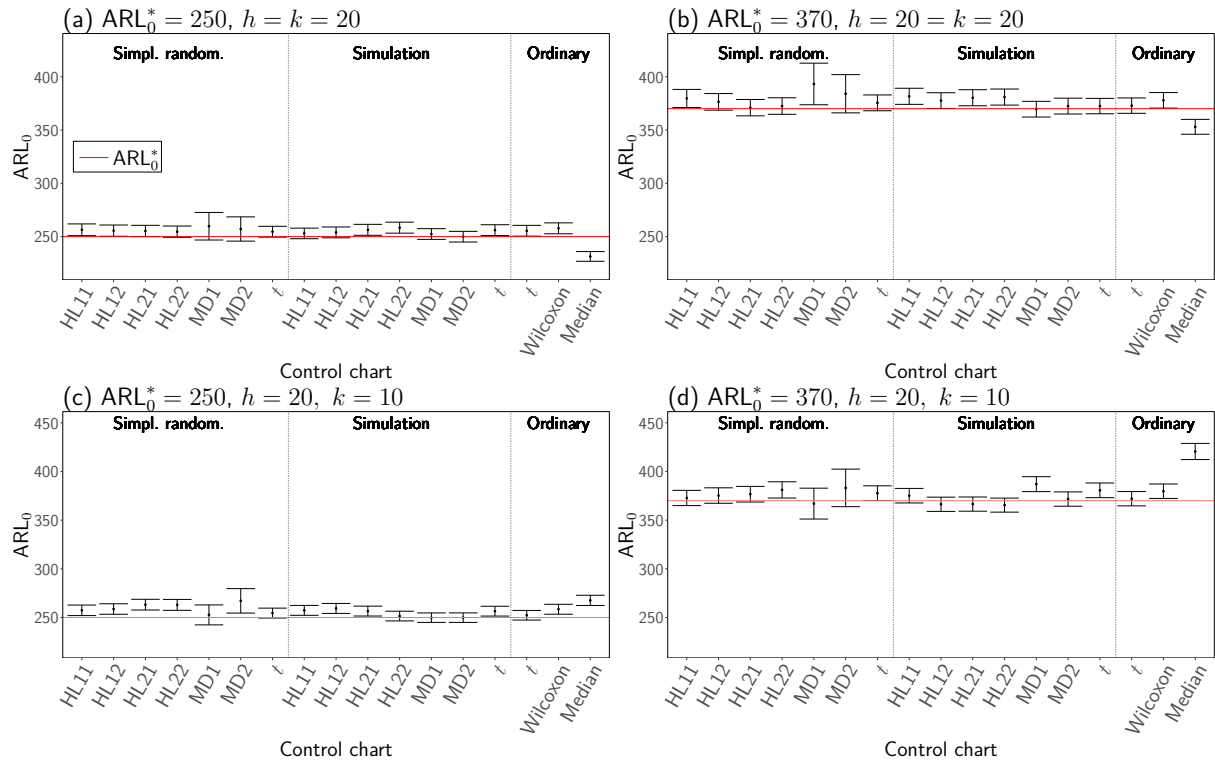 (a) ARL₀* = 250, h = k = 20
Simpl. random. Simulation Ordinary
400
350
300
250
ARL₀
ARL₀*
HL11 HL12 HL21 HL22 MD1 MD2 t HL11 HL12 HL21 HL22 MD1 MD2 t t Wilcoxon Median
Control chart
(b) ARL₀* = 370, h = 20 = k = 20
Simpl. random. Simulation Ordinary
400
350
300
250
ARL₀
HL11 HL12 HL21 HL22 MD1 MD2 t HL11 HL12 HL21 HL22 MD1 MD2 t t Wilcoxon Median
Control chart
(c) ARL₀* = 250, h = 20, k = 10
Simpl. random. Simulation Ordinary
450
400
350
300
250
ARL₀
HL11 HL12 HL21 HL22 MD1 MD2 t HL11 HL12 HL21 HL22 MD1 MD2 t t Wilcoxon Median
Control chart
(d) ARL₀* = 370, h = 20, k = 10
Simpl. random. Simulation Ordinary
450
400
350
300
250
ARL₀
HL11 HL12 HL21 HL22 MD1 MD2 t HL11 HL12 HL21 HL22 MD1 MD2 t t Wilcoxon Median
Control chart